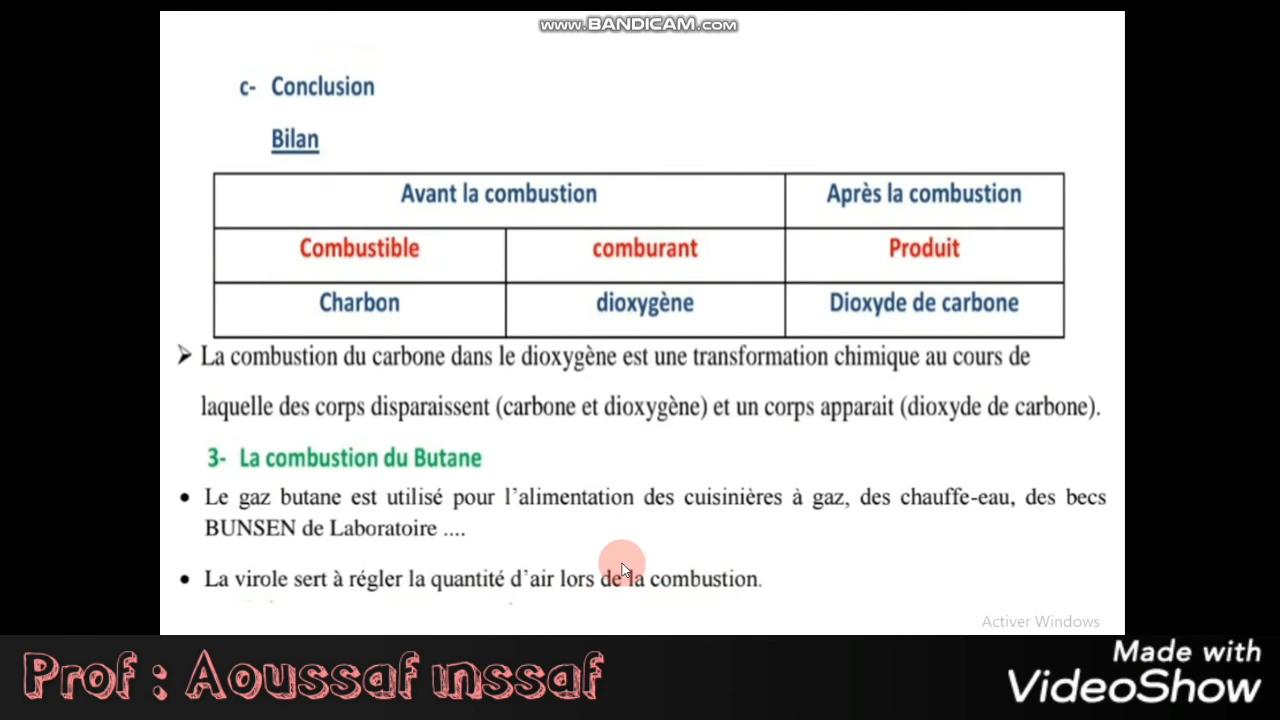 www.BANDICAM.com
c- Conclusion
Bilan
Avant la combustion Après la combustion
Combustible comburant Produit
Charbon dioxygène Dioxyde de carbone
➤ La combustion du carbone dans le dioxygène est une transformation chimique au cours de
laquelle des corps disparaissent (carbone et dioxygène) et un corps apparait (dioxyde de carbone).
3- La combustion du Butane
• Le gaz butane est utilisé pour l’alimentation des cuisinières à gaz, des chauffe-eau, des becs
BUNSEN de Laboratoire ....
• La virole sert à régler la quantité d’air lors de la combustion.
Activer Windows
Prof : Aoussaf inssaf
Made with
VideoShow